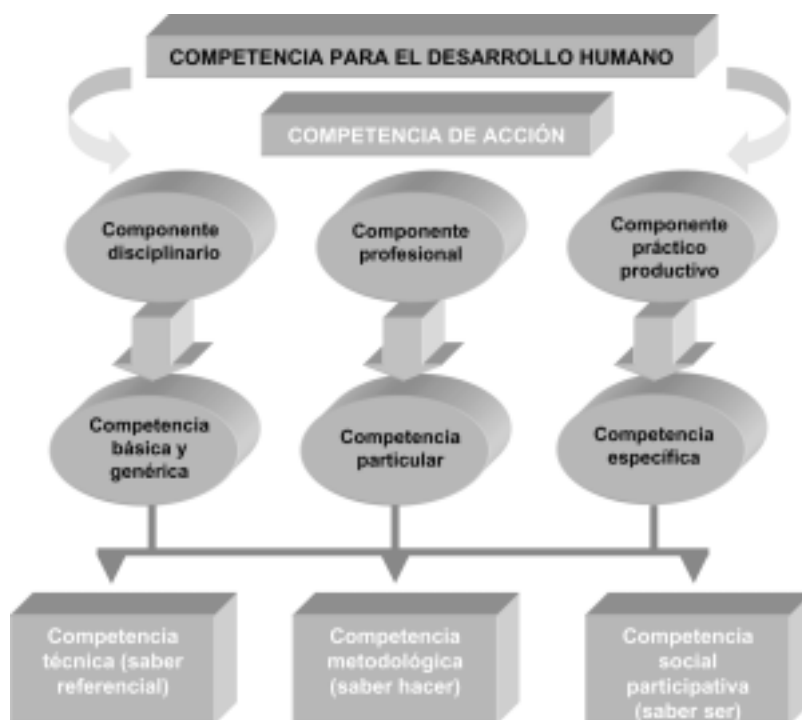 COMPETENCIA PARA EL DESARROLLO HUMANO
COMPETENCIA DE ACCIÓN
Componente
disciplinario
Componente
profesional
Componente
práctico
productivo
Competencia
básica y
genérica
Competencia
particular
Competencia
específica
Competencia
técnica (saber
referencial)
Competencia
metodológica
(saber hacer)
Competencia
social
participativa
(saber ser)